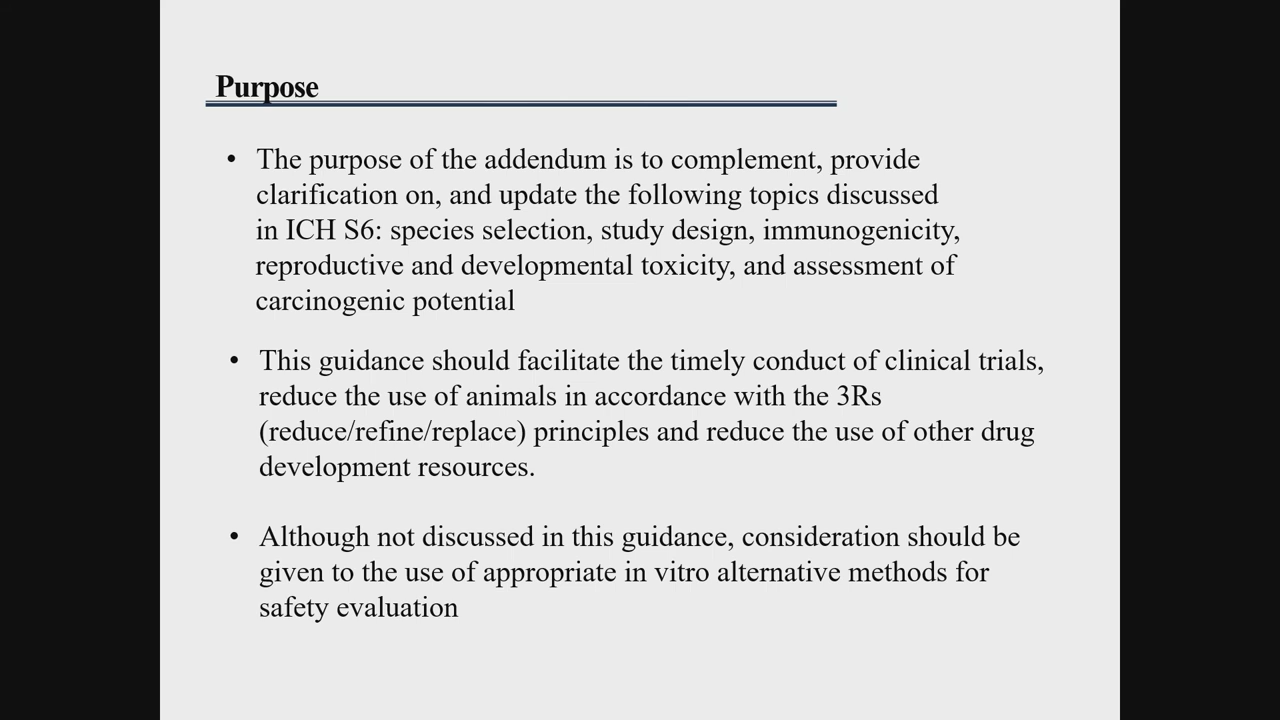 Purpose
• The purpose of the addendum is to complement, provide
clarification on, and update the following topics discussed
in ICH S6: species selection, study design, immunogenicity,
reproductive and developmental toxicity, and assessment of
carcinogenic potential
• This guidance should facilitate the timely conduct of clinical trials,
reduce the use of animals in accordance with the 3Rs
(reduce/refine/replace) principles and reduce the use of other drug
development resources.
• Although not discussed in this guidance, consideration should be
given to the use of appropriate in vitro alternative methods for
safety evaluation